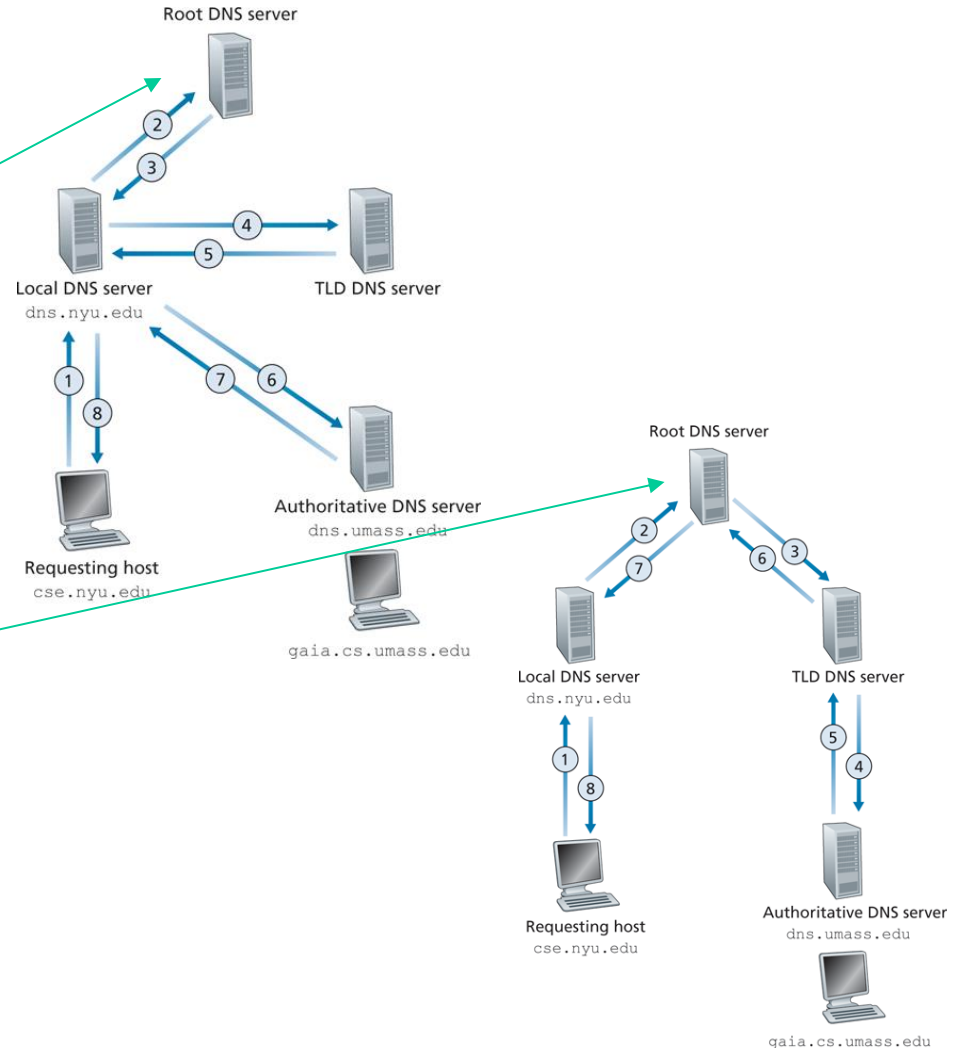 Root DNS server
2
3
4
5
Local DNS server
dns.nyu.edu
TLD DNS server
1
8
7
6
Authoritative DNS server
dns.umass.edu
Requesting host
cse.nyu.edu
gaia.cs.umass.edu
Root DNS server
2
7
3
6
Local DNS server
dns.nyu.edu
TLD DNS server
1
8
5
4
Requesting host
cse.nyu.edu
Authoritative DNS server
dns.umass.edu
gaia.cs.umass.edu